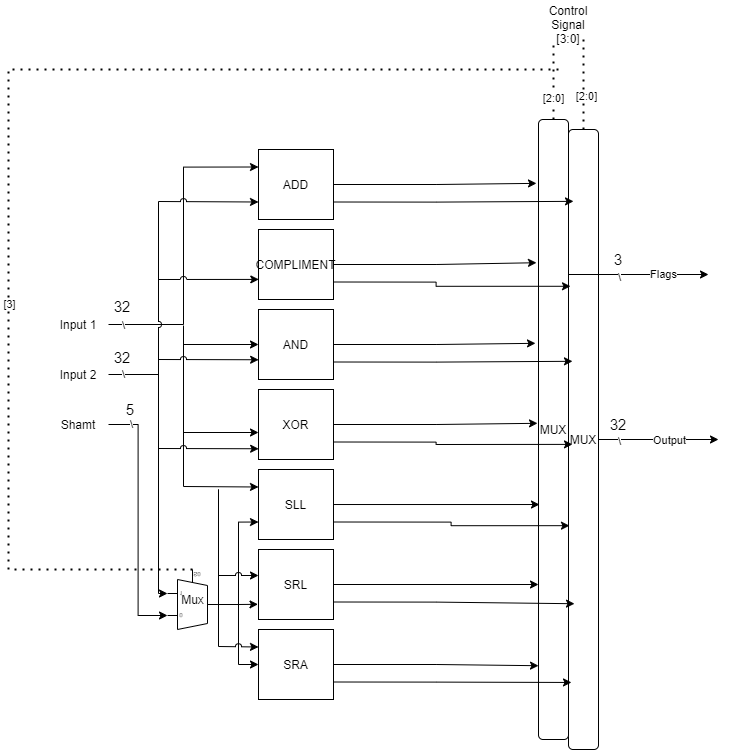 Control
Signal
[3:0]
[2:0]
[2:0]
ADD
COMPLIMENT
3
Flags
[3]
32
Input 1
AND
32
Input 2
5
Shamt
XOR
MUX
MUX
32
Output
SLL
SRL
Mux
SRA